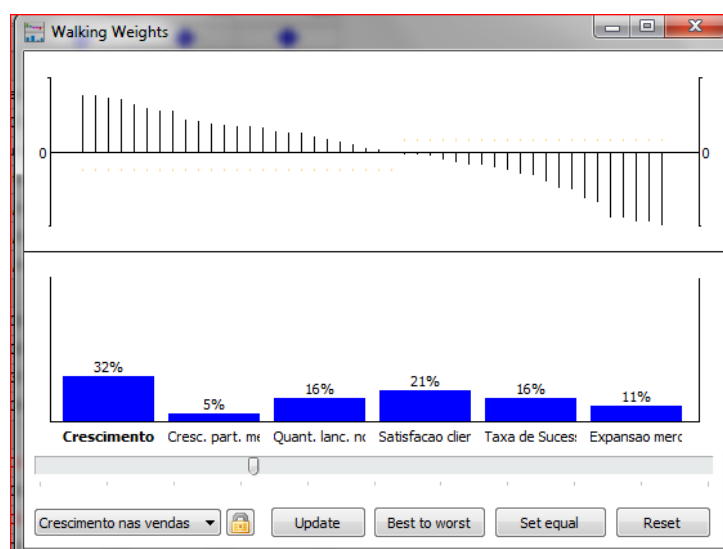 Walking Weights
0 0
32% 5% 16% 21% 16% 11%
Crescimento Cresc. part. me Quant. lanc. no Satisfacao clier Taxa de Suces Expansao merc
Crescimento nas vendas Update Best to worst Set equal Reset